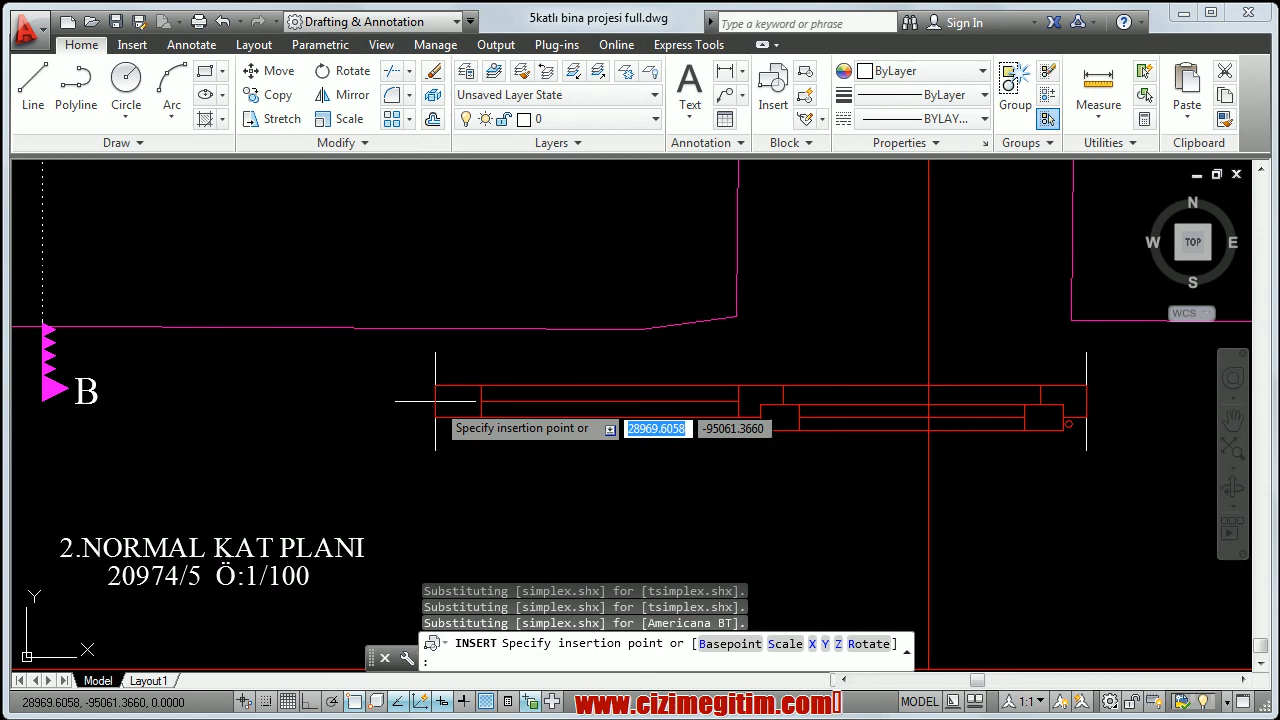 Drafting & Annotation
5katlı bina projesi full.dwg
Type a keyword or phrase
Sign In
Home Insert Annotate Layout Parametric View Manage Output Plug-ins Online Express Tools
Line Polyline Circle Arc
Move Rotate
Copy Mirror
Stretch Scale
Unsaved Layer State
0
Text
Insert
ByLayer
ByLayer
BYLAY...
Group
Measure
Paste
Draw Modify Layers Annotation Block Properties Groups Utilities Clipboard
N
W TOP E
S
WCS
B
Specify insertion point or 28969.6058 -95061.3660
2.NORMAL KAT PLANI
20974/5 Ö:1/100
Y
X
Substituting [simplex.shx] for [tsimplex.shx].
Substituting [simplex.shx] for [tsimplex.shx].
Substituting [simplex.shx] for [Americana BT].
INSERT Specify insertion point or [Basepoint Scale X Y Z Rotate]
:
Model Layout1
28969.6058, -95061.3660, 0.0000
www.cizimegitim.com
MODEL
1:1